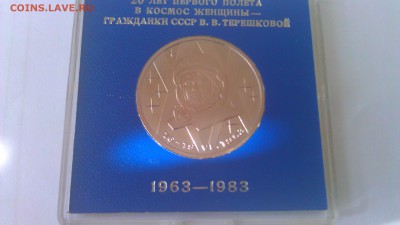 COINS.LAVE.RU
20 ЛЕТ ПЕРВОГО ПОЛЕТА
В КОСМОС ЖЕНЩИНЫ—
ГРАЖДАНКИ СССР В. В. ТЕРЕШКОВОЙ
1963—1983